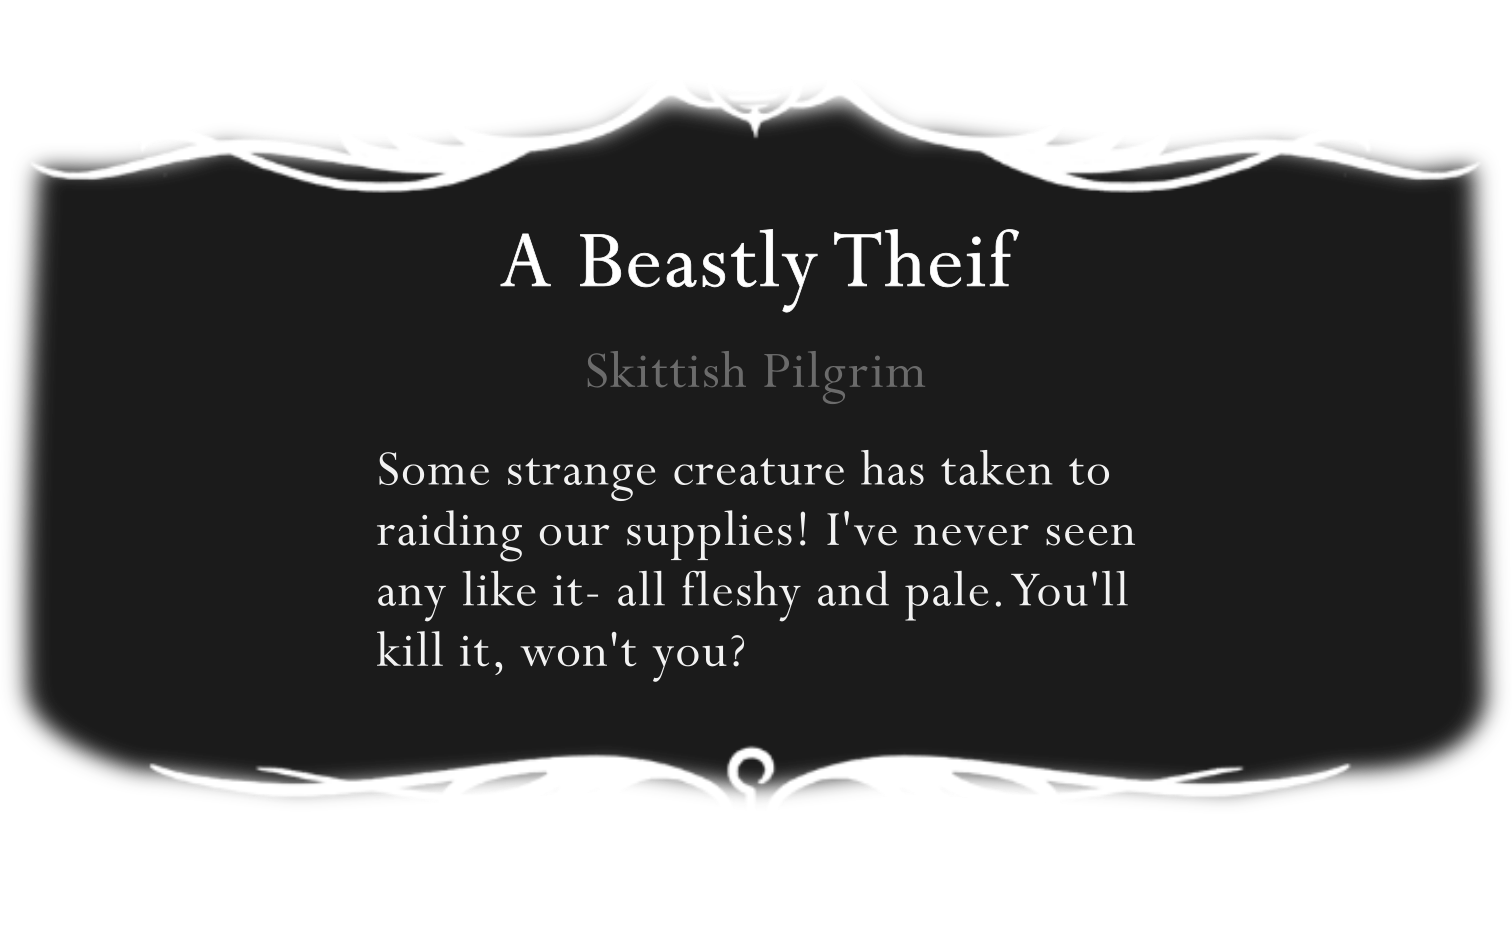 A Beastly Theif
Skittish Pilgrim
Some strange creature has taken to
raiding our supplies! I've never seen
any like it- all fleshy and pale. You'll
kill it, won't you?